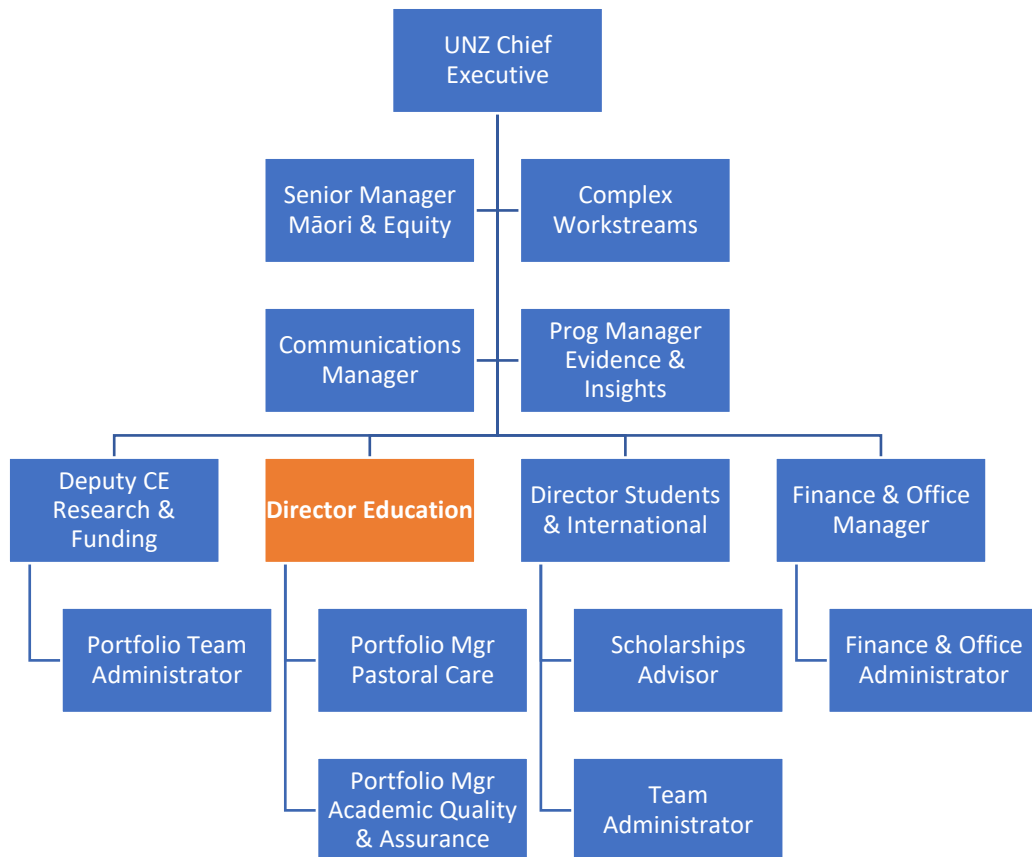 UNZ Chief
Executive
Senior Manager
Māori & Equity
Complex
Workstreams
Communications
Manager
Prog Manager
Evidence &
Insights
Deputy CE
Research &
Funding
Director Education
Director Students
& International
Finance & Office
Manager
Portfolio Team
Administrator
Portfolio Mgr
Pastoral Care
Scholarships
Advisor
Finance & Office
Administrator
Portfolio Mgr
Academic Quality
& Assurance
Team
Administrator